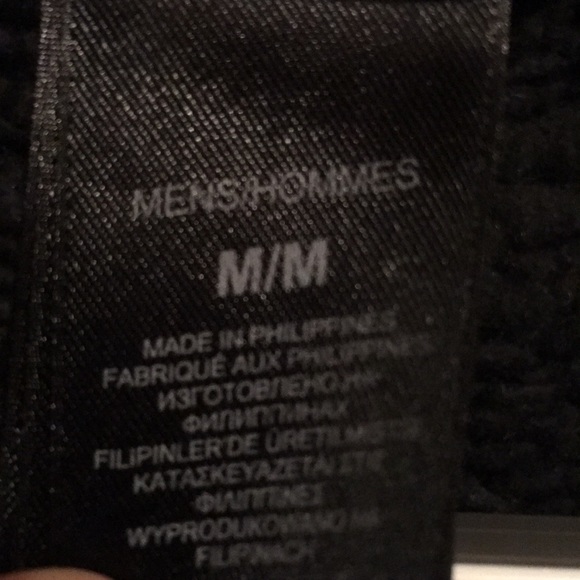 MENS/HOMMES
M/M
MADE IN PHILIPPINES
FABRIQUÉ AUX PHILIPPINES
ИЗГОТОВЛЕНО НА
ФИЛИППИНАХ
FILIPINLER'DE ÜRETILMISTIR
ΚΑΤΑΣΚΕΥΑΖΕΤΑΙ ΣΤΙΣ
ΦΙΛΙΠΠΙΝΕΣ
WYPRODUKOWANO NA
FILIPINACH